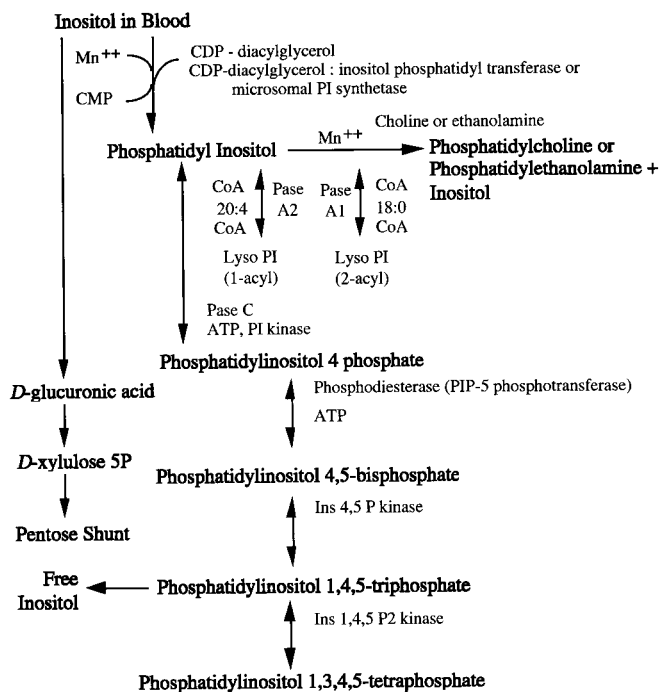 Inositol in Blood
Mn++
CDP - diacylglycerol
CDP-diacylglycerol : inositol phosphatidyl transferase or
microsomal PI synthetase
CMP
Choline or ethanolamine
Mn++
Phosphatidyl Inositol
Phosphatidylcholine or
Phosphatidylethanolamine +
Inositol
CoA
20:4
CoA
Pase
A2
Pase
A1
CoA
18:0
CoA
Lyso PI
(1-acyl)
Lyso PI
(2-acyl)
Pase C
ATP, PI kinase
Phosphatidylinositol 4 phosphate
D-glucuronic acid
Phosphodiesterase (PIP-5 phosphotransferase)
ATP
D-xylulose 5P
Phosphatidylinositol 4,5-bisphosphate
Ins 4,5 P kinase
Pentose Shunt
Free
Inositol
Phosphatidylinositol 1,4,5-triphosphate
Ins 1,4,5 P2 kinase
Phosphatidylinositol 1,3,4,5-tetraphosphate